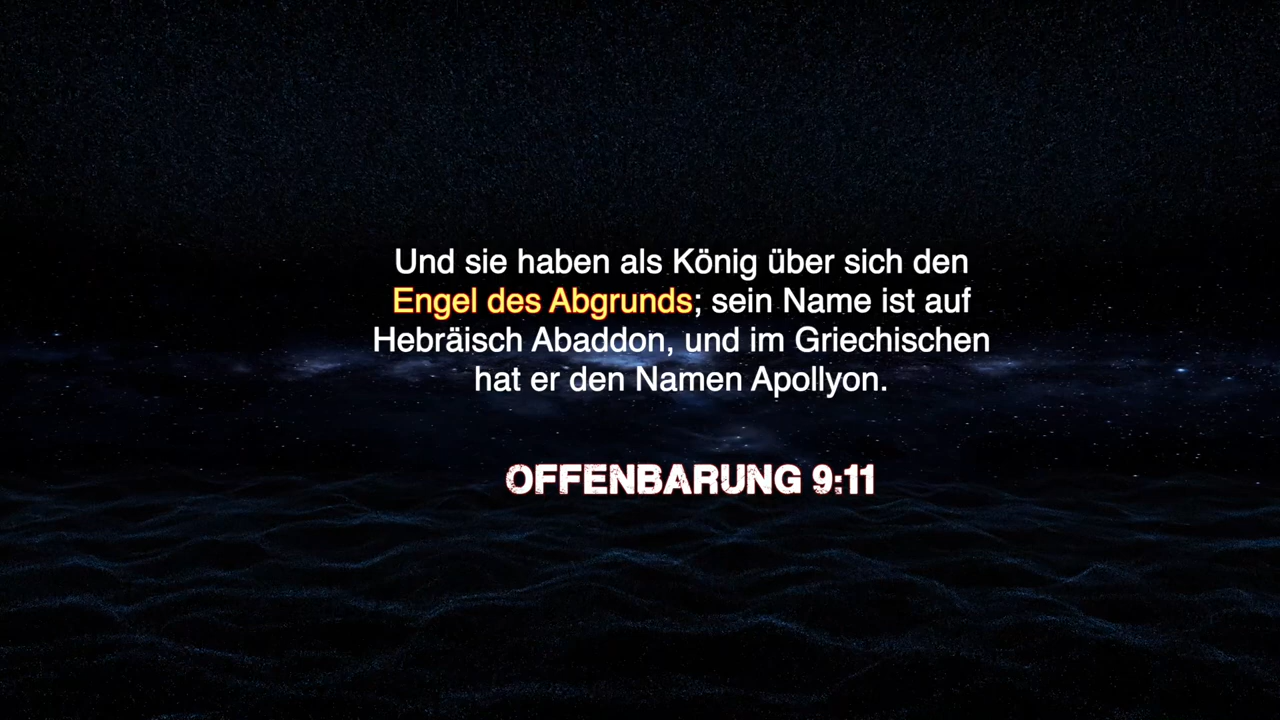 Und sie haben als König über sich den
Engel des Abgrunds; sein Name ist auf
Hebräisch Abaddon, und im Griechischen
hat er den Namen Apollyon.
OFFENBARUNG 9:11